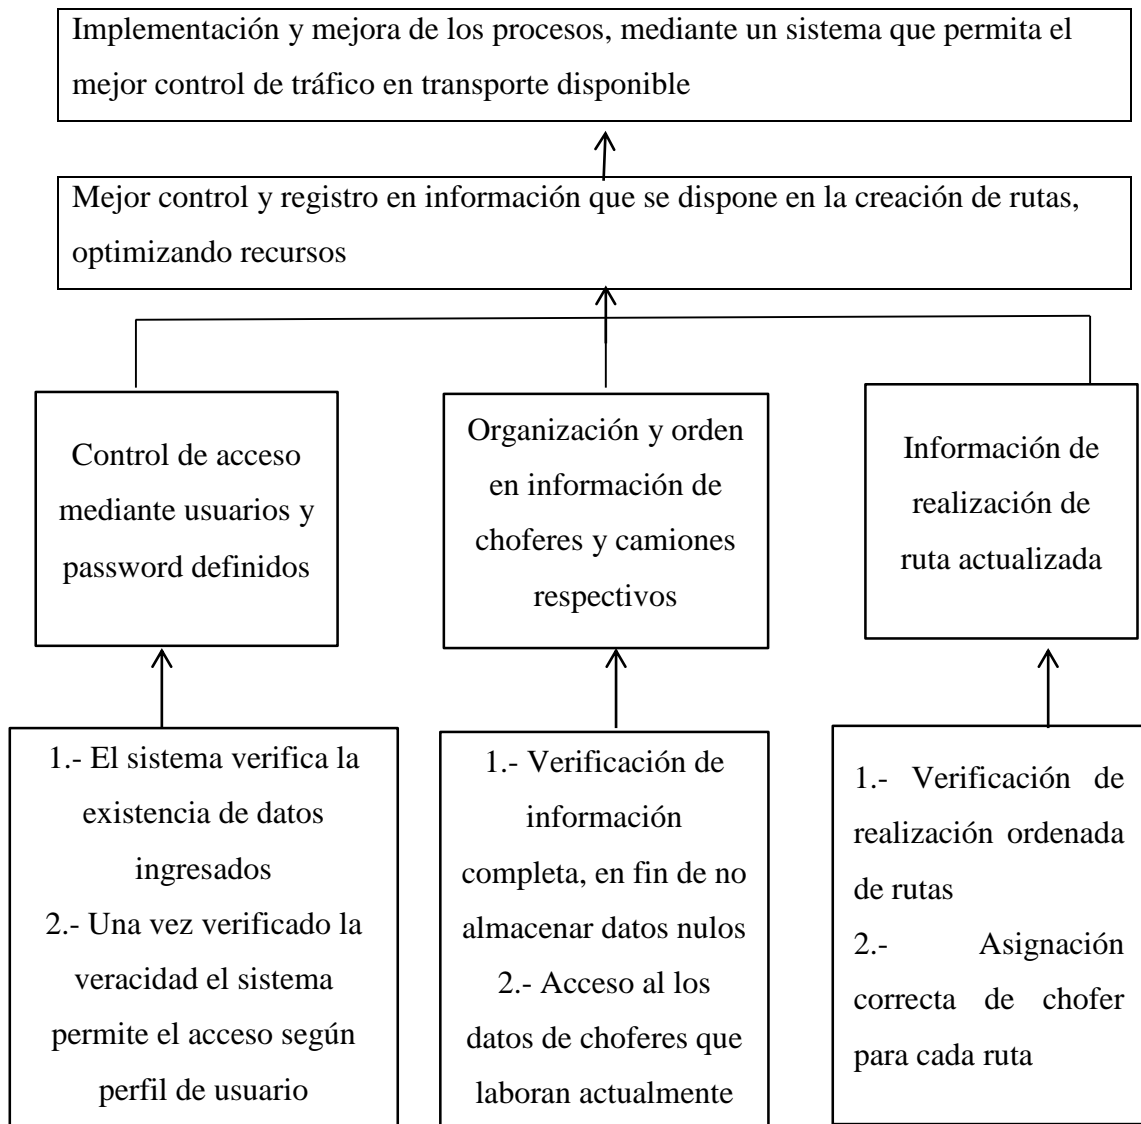 Implementación y mejora de los procesos, mediante un sistema que permita el
mejor control de tráfico en transporte disponible
Mejor control y registro en información que se dispone en la creación de rutas,
optimizando recursos
Control de acceso
mediante usuarios y
password definidos
Organización y orden
en información de
choferes y camiones
respectivos
Información de
realización de
ruta actualizada
1.- El sistema verifica la
existencia de datos
ingresados
2.- Una vez verificado la
veracidad el sistema
permite el acceso según
perfil de usuario
1.- Verificación de
información
completa, en fin de no
almacenar datos nulos
2.- Acceso al los
datos de choferes que
laboran actualmente
1.- Verificación de
realización ordenada
de rutas
2.- Asignación
correcta de chofer
para cada ruta